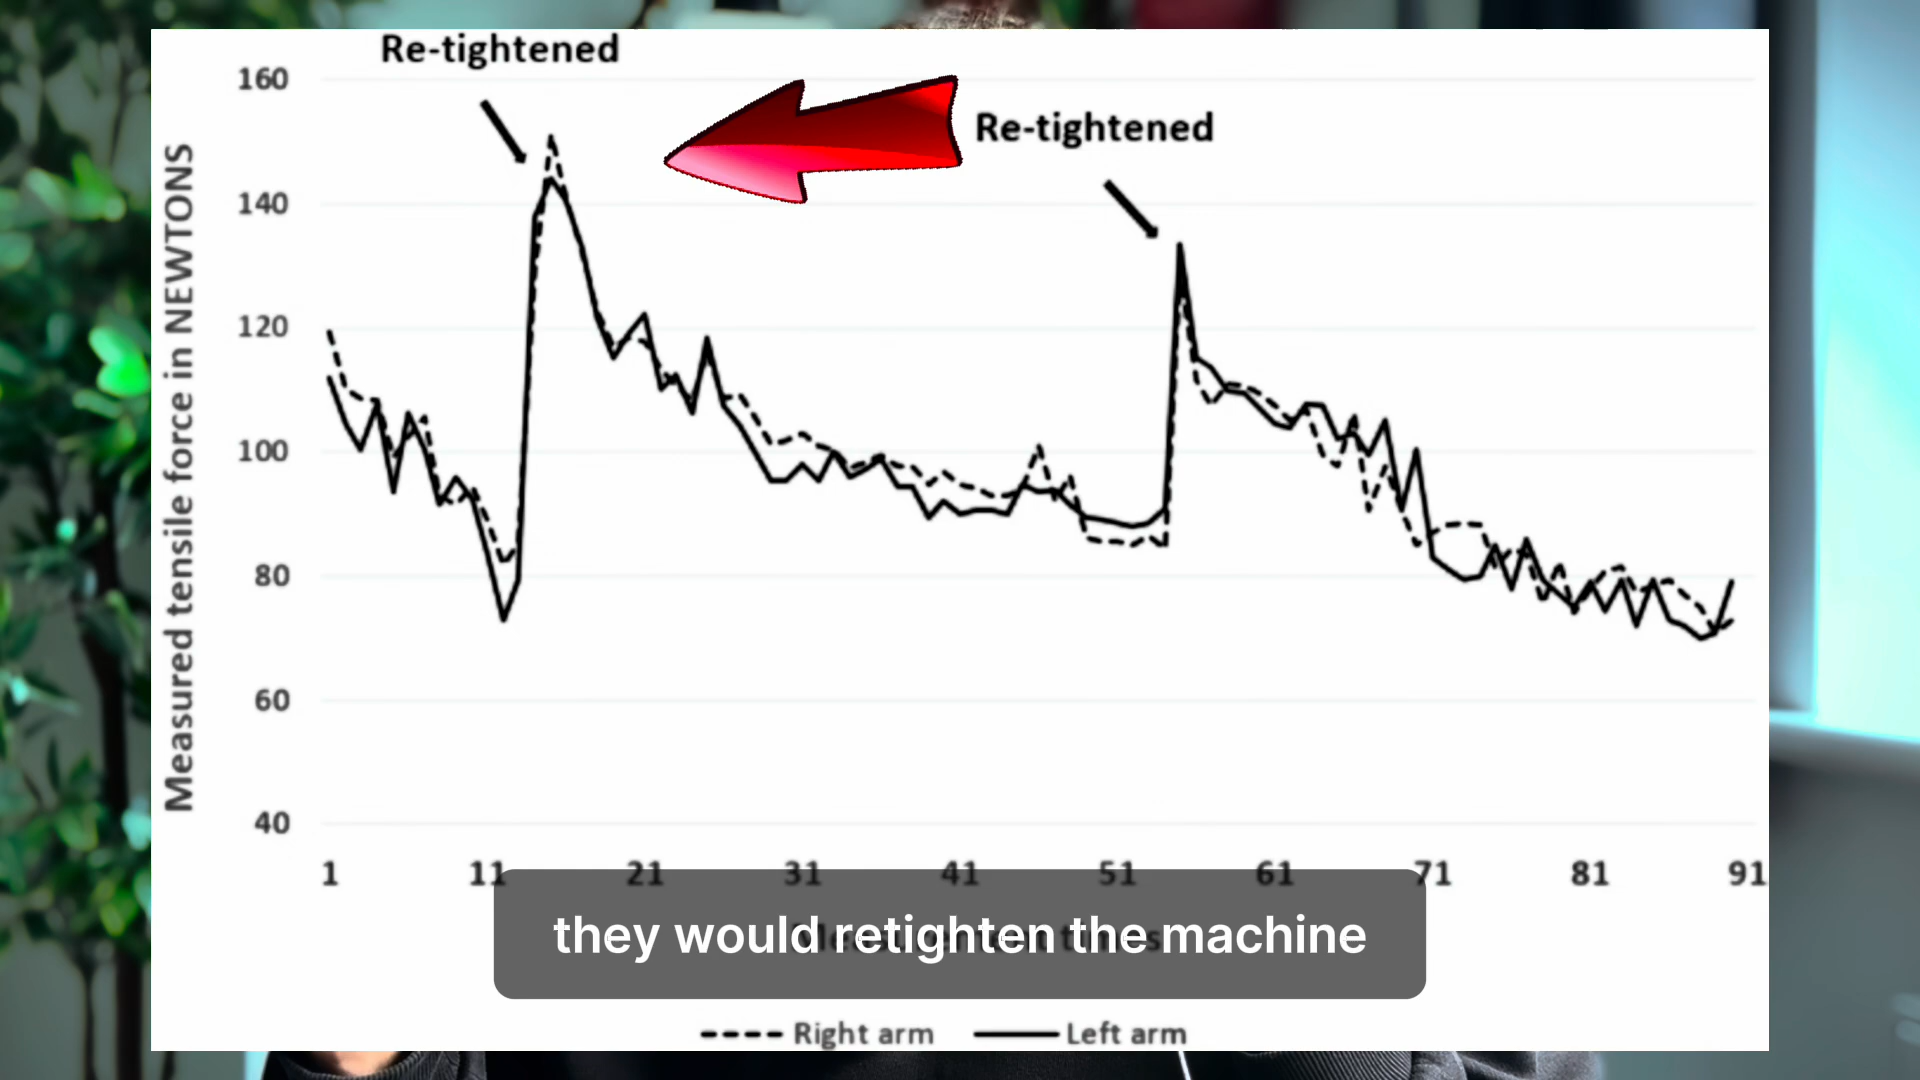 Re-tightened
Re-tightened
Measured tensile force in NEWTONS
160
140
120
100
80
60
40
1 11 21 31 41 51 61 71 81 91
they would retighten the machine
Right arm Left arm